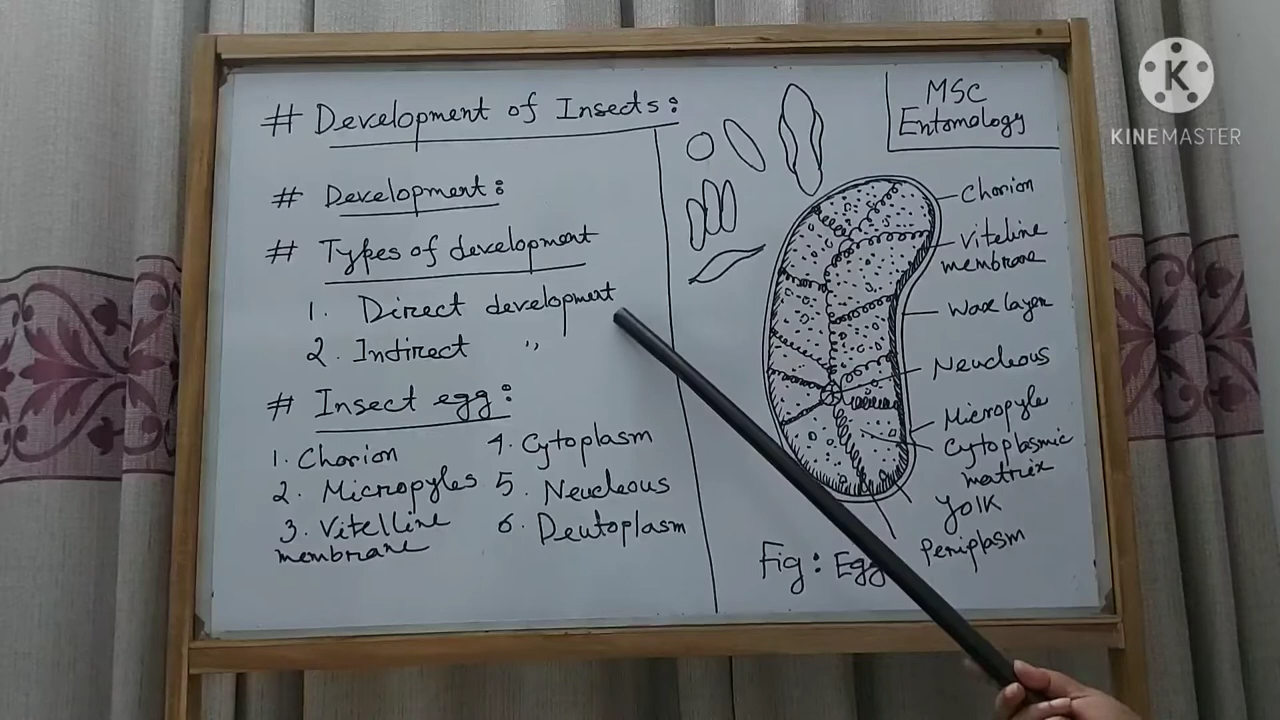 # Development of Insects:
# Development:
# Types of development
1. Direct development
2. Indirect "
# Insect egg:
1. Chorion
2. Micropyles
3. Vitelline
membrane
4. Cytoplasm
5. Neucleous
6. Deutoplasm
MSC
Entomology
Chorion
Viteline
membrane
Wax layer
Neucleous
Micropyle
Cytoplasmic
matrix
Yolk
Periplasm
Fig: Egg
K
KINEMASTER